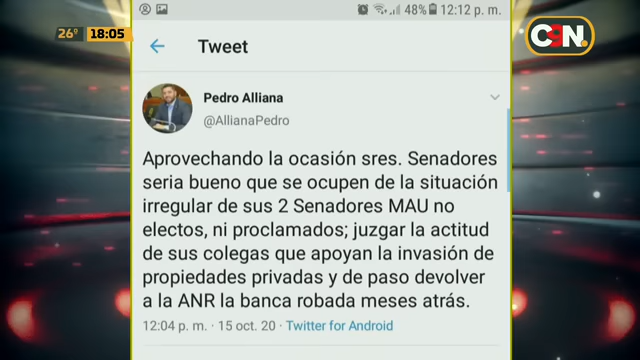 48% 12:12 p. m.
26º 18:05
C9N.
Tweet
Pedro Alliana
@AllianaPedro
Aprovechando la ocasión sres. Senadores
seria bueno que se ocupen de la situación
irregular de sus 2 Senadores MAU no
electos, ni proclamados; juzgar la actitud
de sus colegas que apoyan la invasión de
propiedades privadas y de paso devolver
a la ANR la banca robada meses atrás.
12:04 p. m. · 15 oct. 20 · Twitter for Android